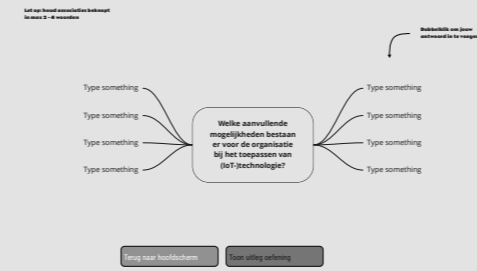 Let op: houd associaties beknopt
in max 2 - 6 woorden
Dubbelklik om jouw
antwoord in te voegen
Type something
Type something
Type something
Type something
Welke aanvullende
mogelijkheden bestaan
er voor de organisatie
bij het toepassen van
(IoT-)technologie?
Type something
Type something
Type something
Type something
Terug naar hoofdscherm
Toon uitleg oefening